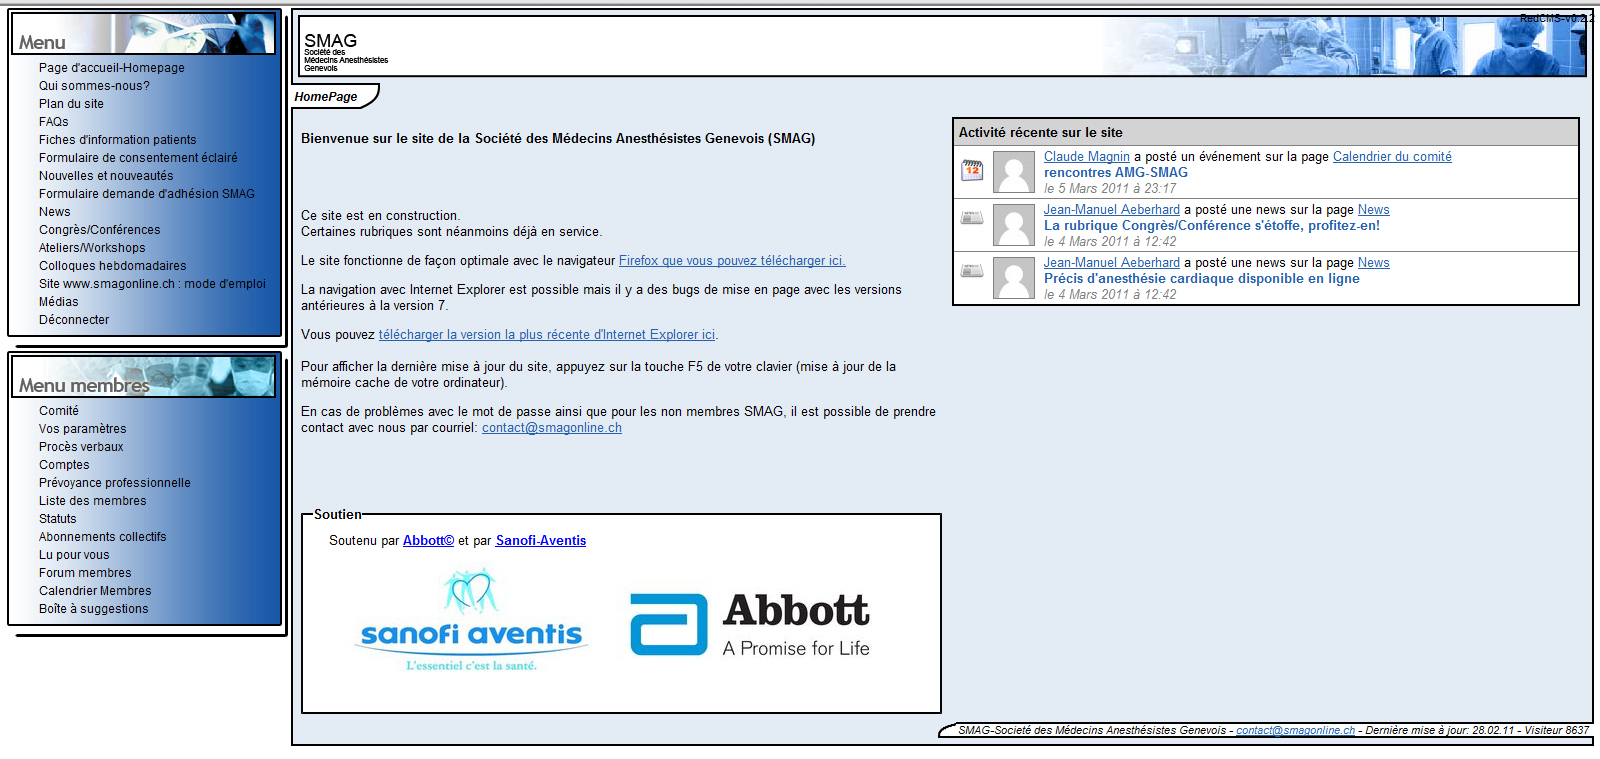 RedCMS-v0.2.2
Menu
Page d'accueil-Homepage
Qui sommes-nous?
Plan du site
FAQs
Fiches d'information patients
Formulaire de consentement éclairé
Nouvelles et nouveautés
Formulaire demande d'adhésion SMAG
News
Congrès/Conférences
Ateliers/Workshops
Colloques hebdomadaires
Site www.smagonline.ch : mode d'emploi
Médias
Déconnecter
Menu membres
Comité
Vos paramètres
Procès verbaux
Comptes
Prévoyance professionnelle
Liste des membres
Statuts
Abonnements collectifs
Lu pour vous
Forum membres
Calendrier Membres
Boîte à suggestions
SMAG
Société des
Médecins Anesthésistes
Genevois
HomePage
Bienvenue sur le site de la Société des Médecins Anesthésistes Genevois (SMAG)
Ce site est en construction.
Certaines rubriques sont néanmoins déjà en service.
Le site fonctionne de façon optimale avec le navigateur Firefox que vous pouvez télécharger ici.
La navigation avec Internet Explorer est possible mais il y a des bugs de mise en page avec les versions
antérieures à la version 7.
Vous pouvez télécharger la version la plus récente d'Internet Explorer ici.
Pour afficher la dernière mise à jour du site, appuyez sur la touche F5 de votre clavier (mise à jour de la
mémoire cache de votre ordinateur).
En cas de problèmes avec le mot de passe ainsi que pour les non membres SMAG, il est possible de prendre
contact avec nous par courriel: contact@smagonline.ch
Soutien
Soutenu par Abbott© et par Sanofi-Aventis
sanofi aventis
L'essentiel c'est la santé.
Abbott
A Promise for Life
Activité récente sur le site
12
Claude Magnin a posté un événement sur la page Calendrier du comité
rencontres AMG-SMAG
le 5 Mars 2011 à 23:17
Jean-Manuel Aeberhard a posté une news sur la page News
La rubrique Congrès/Conférence s'étoffe, profitez-en!
le 4 Mars 2011 à 12:42
Jean-Manuel Aeberhard a posté une news sur la page News
Précis d'anesthésie cardiaque disponible en ligne
le 4 Mars 2011 à 12:42
SMAG-Societé des Médecins Anesthésistes Genevois - contact@smagonline.ch - Dernière mise à jour: 28.02.11 - Visiteur 8637